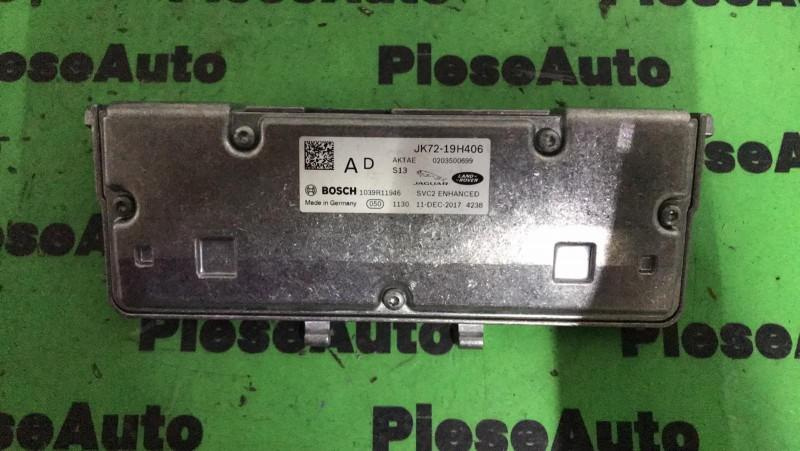 PieseAuto
PieseAuto
PieseAuto
JK72-19H406
AD
AKTAE 0203500699
S13
JAGUAR
LAND ROVER
BOSCH 1039R11946 SVC2 ENHANCED
Made in Germany 050 1130 11-DEC-2017 4238
PieseAuto
PieseAuto
PieseAuto
PieseAuto